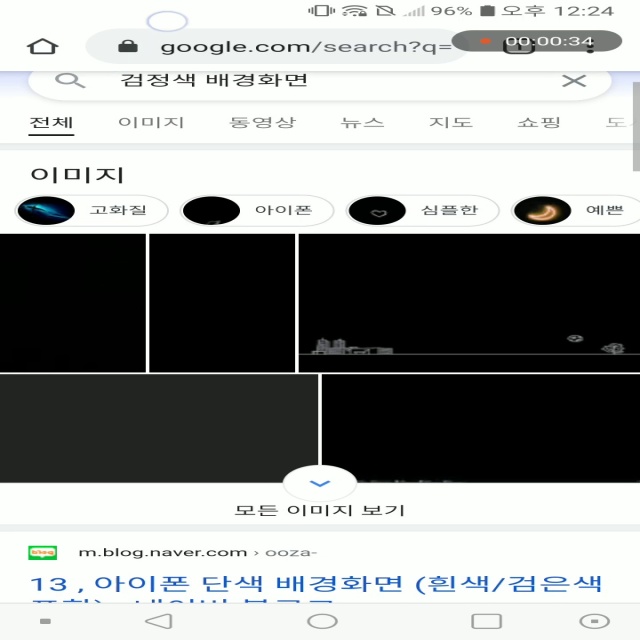 96% 오후 12:24
google.com/search?q=
00:00:34
검정색 배경화면
전체 이미지 동영상 뉴스 지도 쇼핑
이미지
고화질 아이폰 심플한 예쁜
모든 이미지 보기
blog m.blog.naver.com › ooza-
13 , 아이폰 단색 배경화면 (흰색/검은색